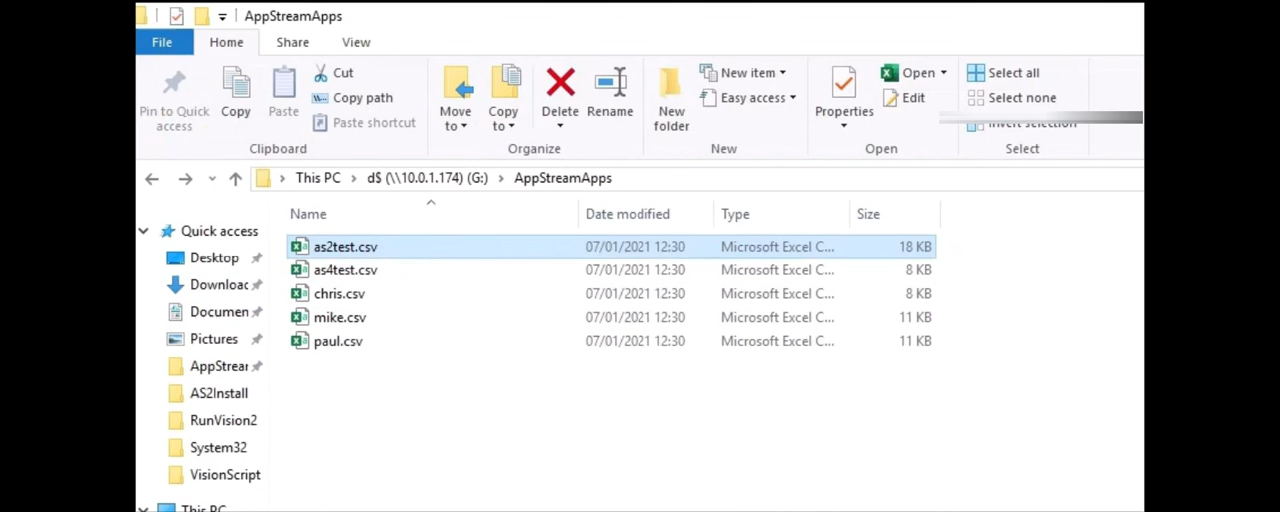 AppStreamApps
File Home Share View
Pin to Quick access
Copy
Paste
Cut
Copy path
Paste shortcut
Clipboard
Move to
Copy to
Delete
Rename
Organize
New folder
New item
Easy access
New
Properties
Open
Edit
Open
Select all
Select none
Invert selection
Select
This PC > d$ (\\10.0.1.174) (G:) > AppStreamApps
Name Date modified Type Size
Quick access
Desktop
Downloac
Documen
Pictures
AppStrear
AS2Install
RunVision2
System32
VisionScript
This PC
as2test.csv 07/01/2021 12:30 Microsoft Excel C... 18 KB
as4test.csv 07/01/2021 12:30 Microsoft Excel C... 8 KB
chris.csv 07/01/2021 12:30 Microsoft Excel C... 8 KB
mike.csv 07/01/2021 12:30 Microsoft Excel C... 11 KB
paul.csv 07/01/2021 12:30 Microsoft Excel C... 11 KB